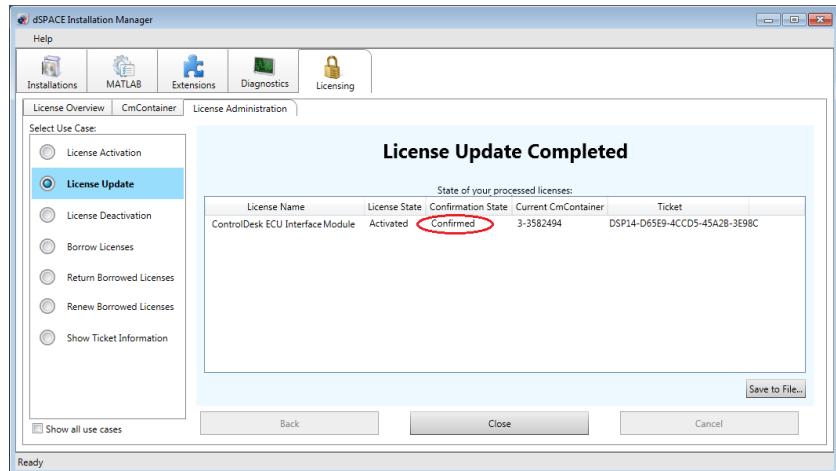 dSPACE Installation Manager
Help
Installations MATLAB Extensions Diagnostics Licensing
License Overview CmContainer License Administration
Select Use Case:
License Activation
License Update
License Deactivation
Borrow Licenses
Return Borrowed Licenses
Renew Borrowed Licenses
Show Ticket Information
Show all use cases
License Update Completed
State of your processed licenses:
License Name License State Confirmation State Current CmContainer Ticket
ControlDesk ECU Interface Module Activated Confirmed 3-3582494 DSP14-D65E9-4CCD5-45A2B-3E98C
Save to File...
Back Close Cancel
Ready